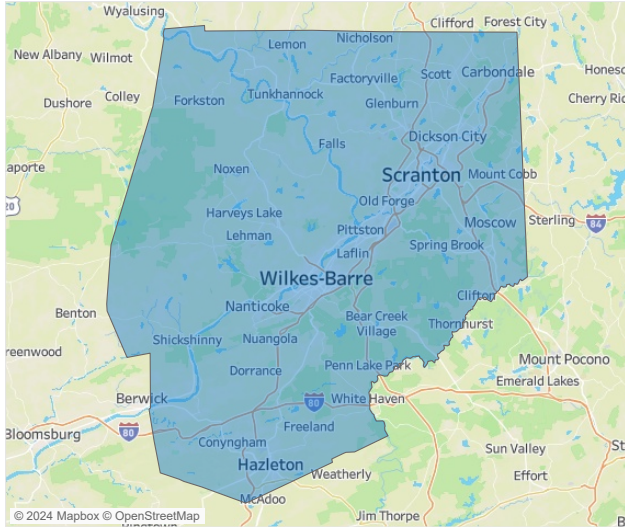 Wyalusing
Clifford
Forest City
New Albany
Wilmot
Lemon
Nicholson
Factoryville
Scott
Carbondale
Honesd
Dushore
Colley
Forkston
Tunkhannock
Glenburn
Cherry Ric
Falls
Dickson City
aporte
Noxen
Scranton
Mount Cobb
20
Harveys Lake
Old Forge
Moscow
Sterling
84
Lehman
Pittston
Laflin
Spring Brook
Wilkes-Barre
Clifton
Benton
Nanticoke
Bear Creek
Village
Thornhurst
reenwood
Shickshinny
Nuangola
Mount Pocono
Dorrance
Penn Lake Park
Emerald Lakes
Berwick
80
White Haven
Bloomsburg
80
Freeland
Conyngham
Sun Valley
St
Hazleton
Weatherly
Effort
McAdoo
© 2024 Mapbox © OpenStreetMap
Jim Thorpe
B